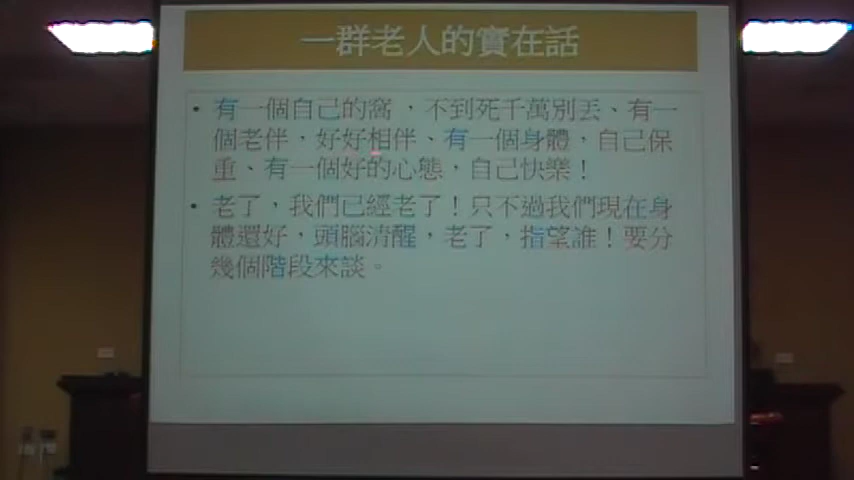 一群老人的實在話
• 有一個自己的窩，不到死千萬別丟、有一
個老伴，好好相伴、有一個身體，自己保
重、有一個好的心態，自己快樂！
• 老了，我們已經老了！只不過我們現在身
體還好，頭腦清醒，老了，指望誰！要分
幾個階段來談。